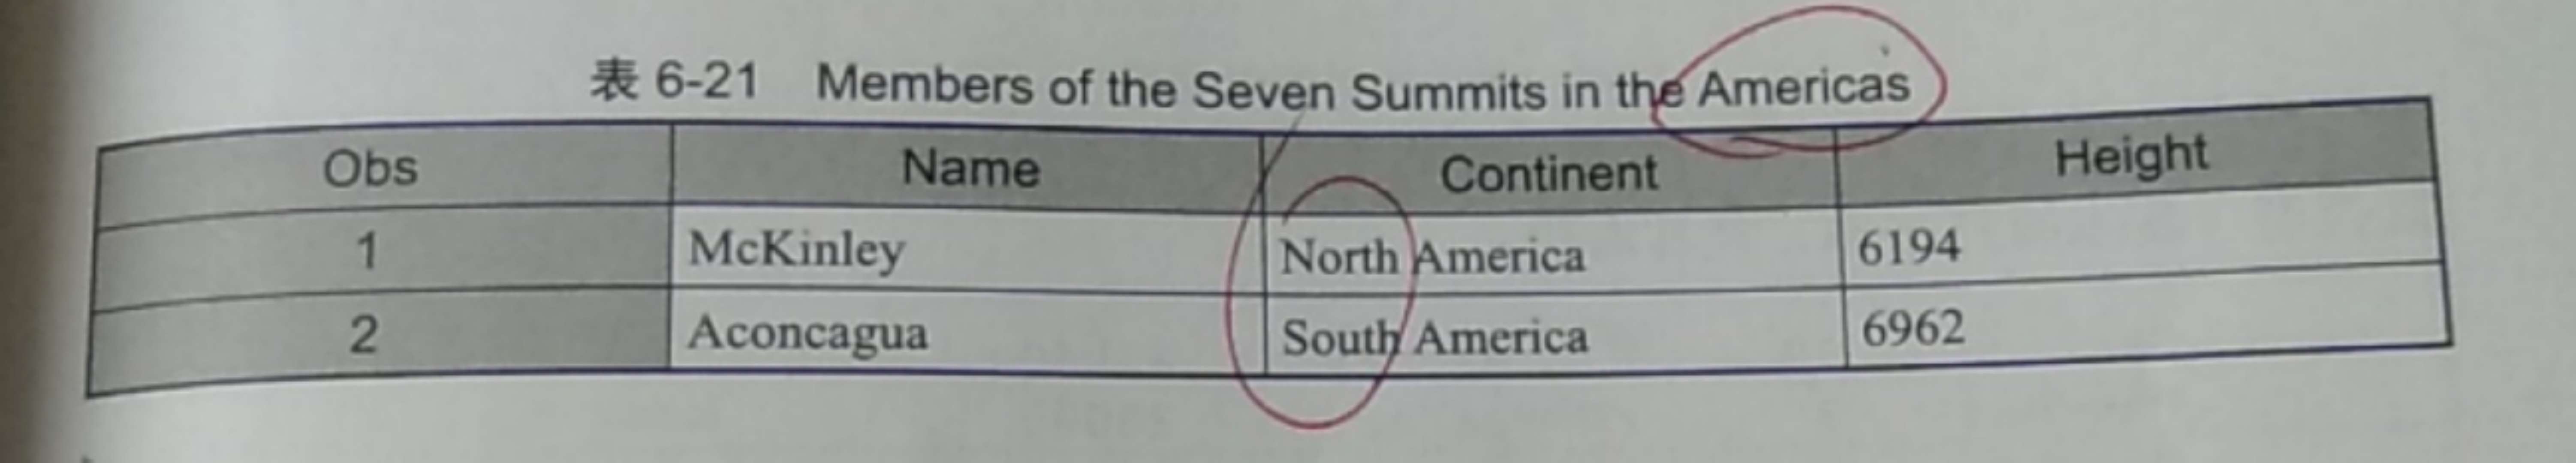 表 6-21 Members of the Seven Summits in the Americas
Obs Name Continent Height
1 McKinley North America 6194
2 Aconcagua South America 6962